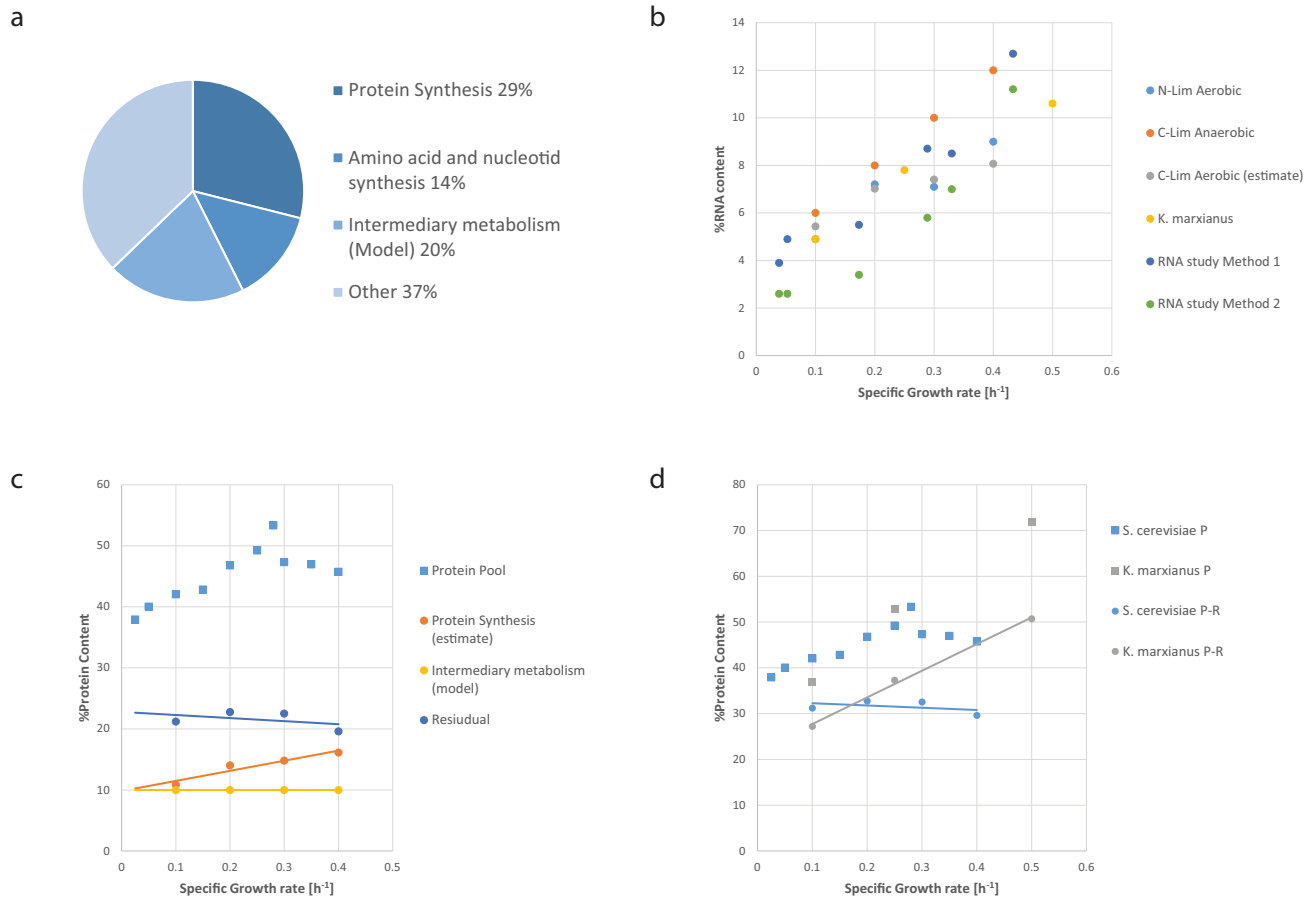 a
Protein Synthesis 29%
Amino acid and nucleotid
synthesis 14%
Intermediary metabolism
(Model) 20%
Other 37%
b
14
12
10
8
6
4
2
0
%RNA content
0 0.1 0.2 0.3 0.4 0.5 0.6
Specific Growth rate [h⁻¹]
N-Lim Aerobic
C-Lim Anaerobic
C-Lim Aerobic (estimate)
K. marxianus
RNA study Method 1
RNA study Method 2
c
60
50
40
30
20
10
0
%Protein Content
0 0.1 0.2 0.3 0.4 0.5
Specific Growth rate [h⁻¹]
Protein Pool
Protein Synthesis
(estimate)
Intermediary metabolism
(model)
Resiudual
d
80
70
60
50
40
30
20
10
0
%Protein Content
0 0.1 0.2 0.3 0.4 0.5 0.6
Specific Growth rate [h⁻¹]
S. cerevisiae P
K. marxianus P
S. cerevisiae P-R
K. marxianus P-R